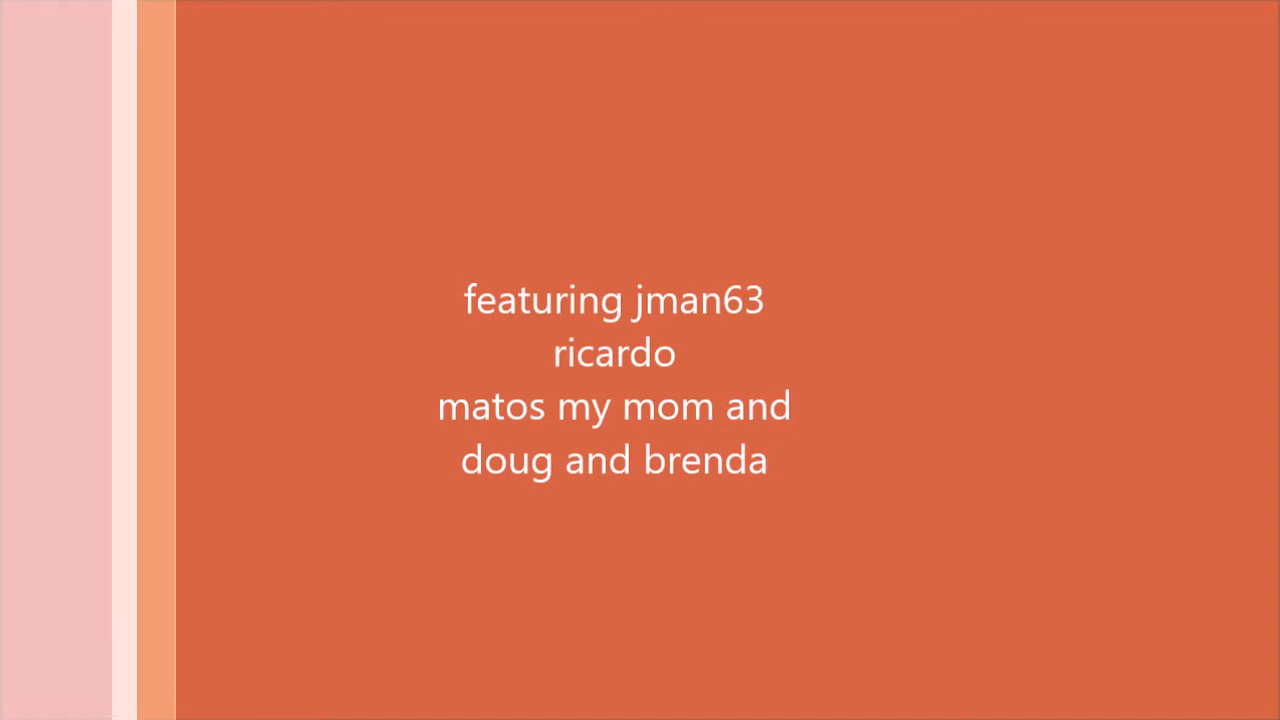 featuring jman63
ricardo
matos my mom and
doug and brenda